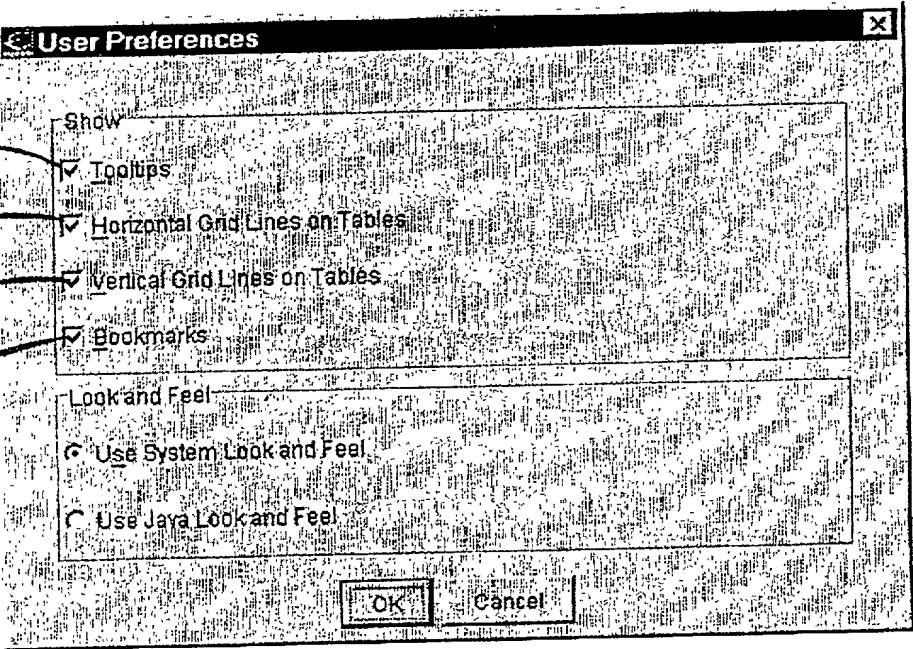 User Preferences
Show
Tooltips
Horizontal Grid Lines on Tables
Vertical Grid Lines on Tables
Bookmarks
Look and Feel
Use System Look and Feel
Use Java Look and Feel
OK Cancel